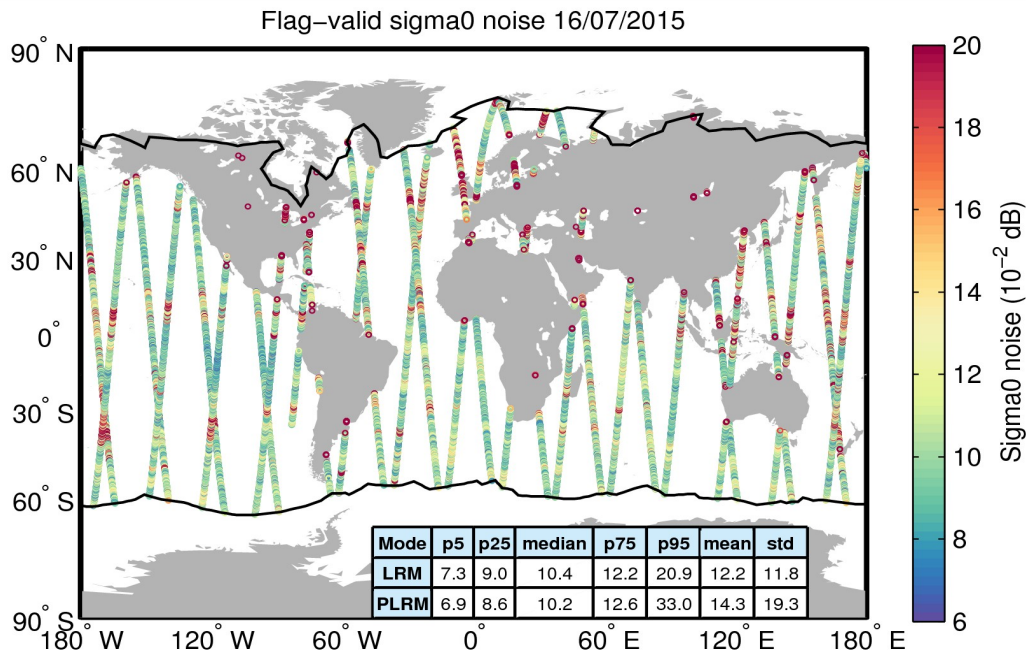 Flag−valid sigma0 noise 16/07/2015
90° N
60° N
30° N
0°
30° S
60° S
90° S
180° W
120° W
60° W
0°
60° E
120° E
180° E
Mode p5 p25 median p75 p95 mean std
LRM 7.3 9.0 10.4 12.2 20.9 12.2 11.8
PLRM 6.9 8.6 10.2 12.6 33.0 14.3 19.3
20
18
16
14
12
10
8
6
Sigma0 noise (10⁻² dB)